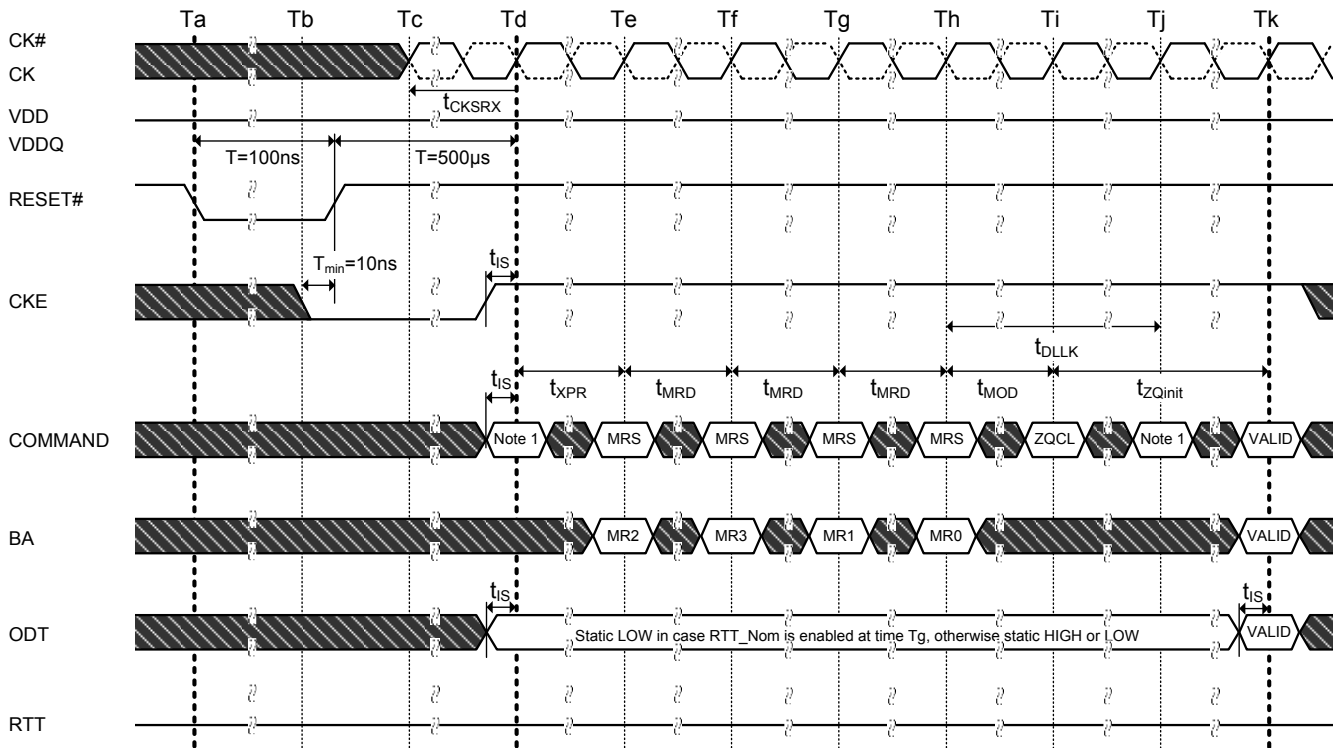 Ta Tb Tc Td Te Tf Tg Th Ti Tj Tk
CK#
CK
tCKSRX
VDD
VDDQ
T=100ns T=500µs
RESET#
Tmin=10ns tIS
CKE
tDLLK
tIS tXPR tMRD tMRD tMRD tMOD tZQinit
COMMAND Note 1 MRS MRS MRS MRS ZQCL Note 1 VALID
BA MR2 MR3 MR1 MR0 VALID
tIS tIS
ODT Static LOW in case RTT_Nom is enabled at time Tg, otherwise static HIGH or LOW VALID
RTT